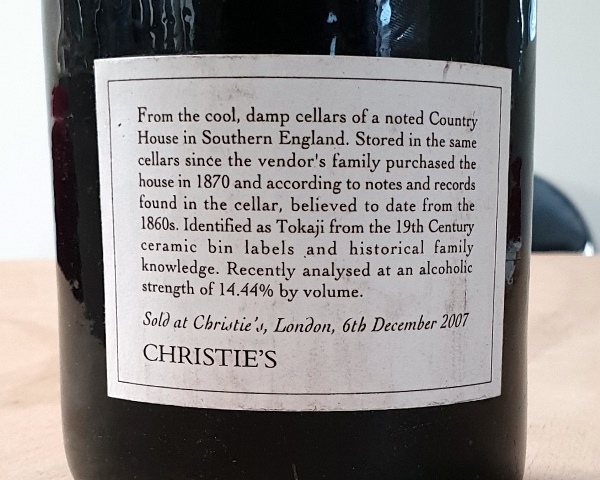 From the cool, damp cellars of a noted Country
House in Southern England. Stored in the same
cellars since the vendor's family purchased the
house in 1870 and according to notes and records
found in the cellar, believed to date from the
1860s. Identified as Tokaji from the 19th Century
ceramic bin labels and historical family
knowledge. Recently analysed at an alcoholic
strength of 14.44% by volume.
Sold at Christie's, London, 6th December 2007
CHRISTIE'S